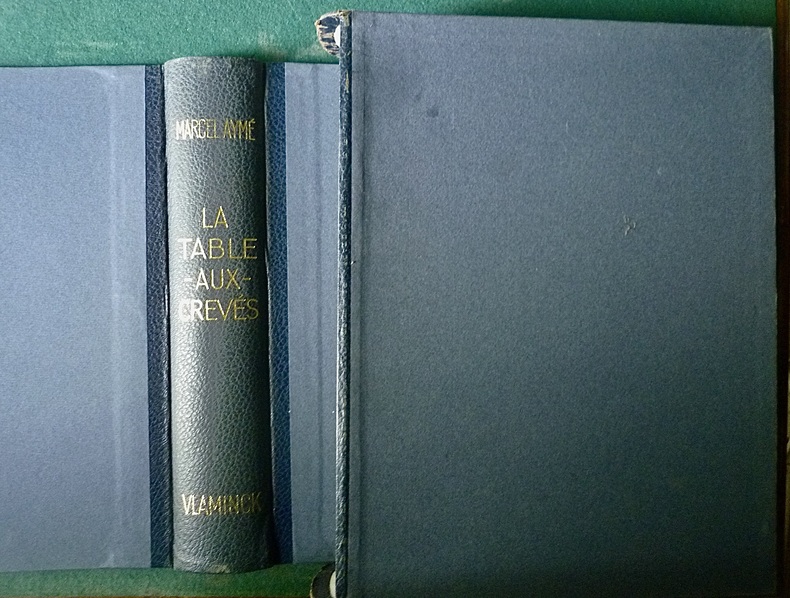 MARCEL AYMÉ
LA
TABLE
-AUX-
CREVÉS
VLAMINCK